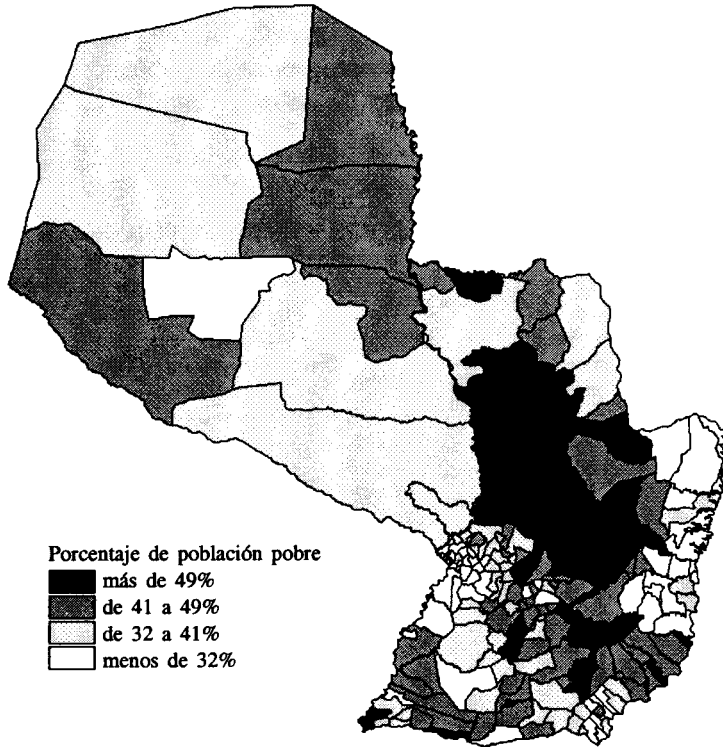 Porcentaje de población pobre
más de 49%
de 41 a 49%
de 32 a 41%
menos de 32%